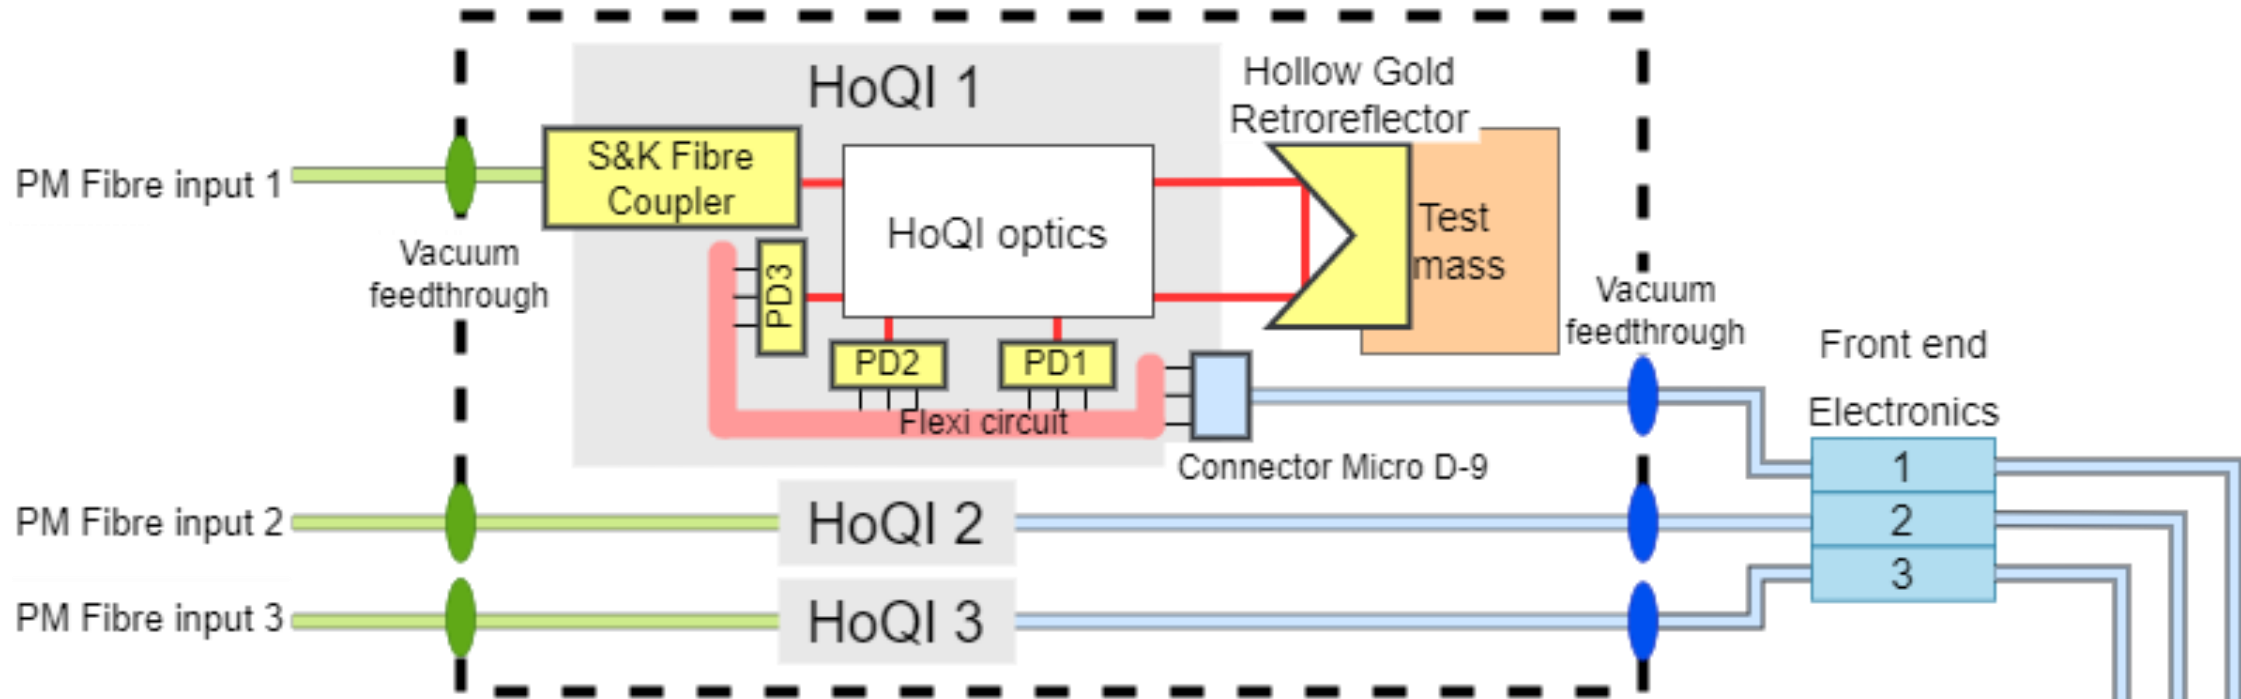 HoQI 1
Hollow Gold
Retroreflector
PM Fibre input 1
S&K Fibre
Coupler
HoQI optics
Test
mass
Vacuum
feedthrough
PD3
PD2
PD1
Flexi circuit
Vacuum
feedthrough
Front end
Electronics
Connector Micro D-9
1
2
3
PM Fibre input 2
HoQI 2
PM Fibre input 3
HoQI 3